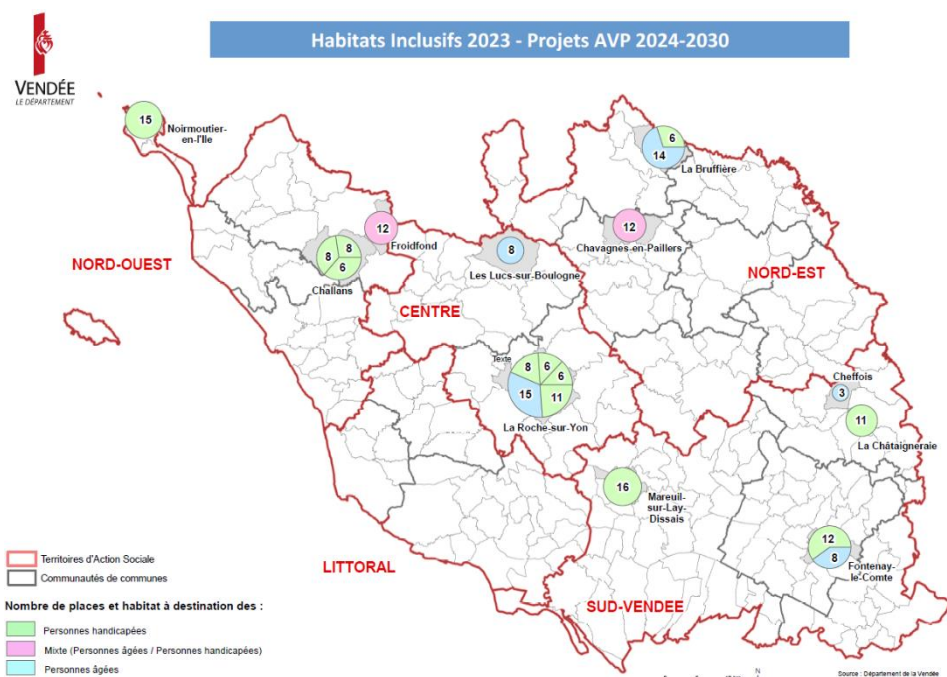 Habitats Inclusifs 2023 - Projets AVP 2024-2030
VENDÉE
LE DÉPARTEMENT
15
Noirmoutier-
en-l'Ile
6
14
La Bruffière
12
Froidfond
12
Chavagnes-en-Paillers
8
Les Lucs-sur-Boulogne
8
8
6
Challans
NORD-OUEST
NORD-EST
CENTRE
Texte
8
6
6
15
11
La Roche-sur-Yon
Cheffois
3
11
La Châtaigneraie
16
Mareuil-
sur-Lay-
Dissais
12
8
Fontenay-
le-Comte
LITTORAL
SUD-VENDEE
Territoires d'Action Sociale
Communautés de communes
Nombre de places et habitat à destination des :
Personnes handicapées
Mixte (Personnes âgées / Personnes handicapées)
Personnes âgées
N
Source : Département de la Vendée